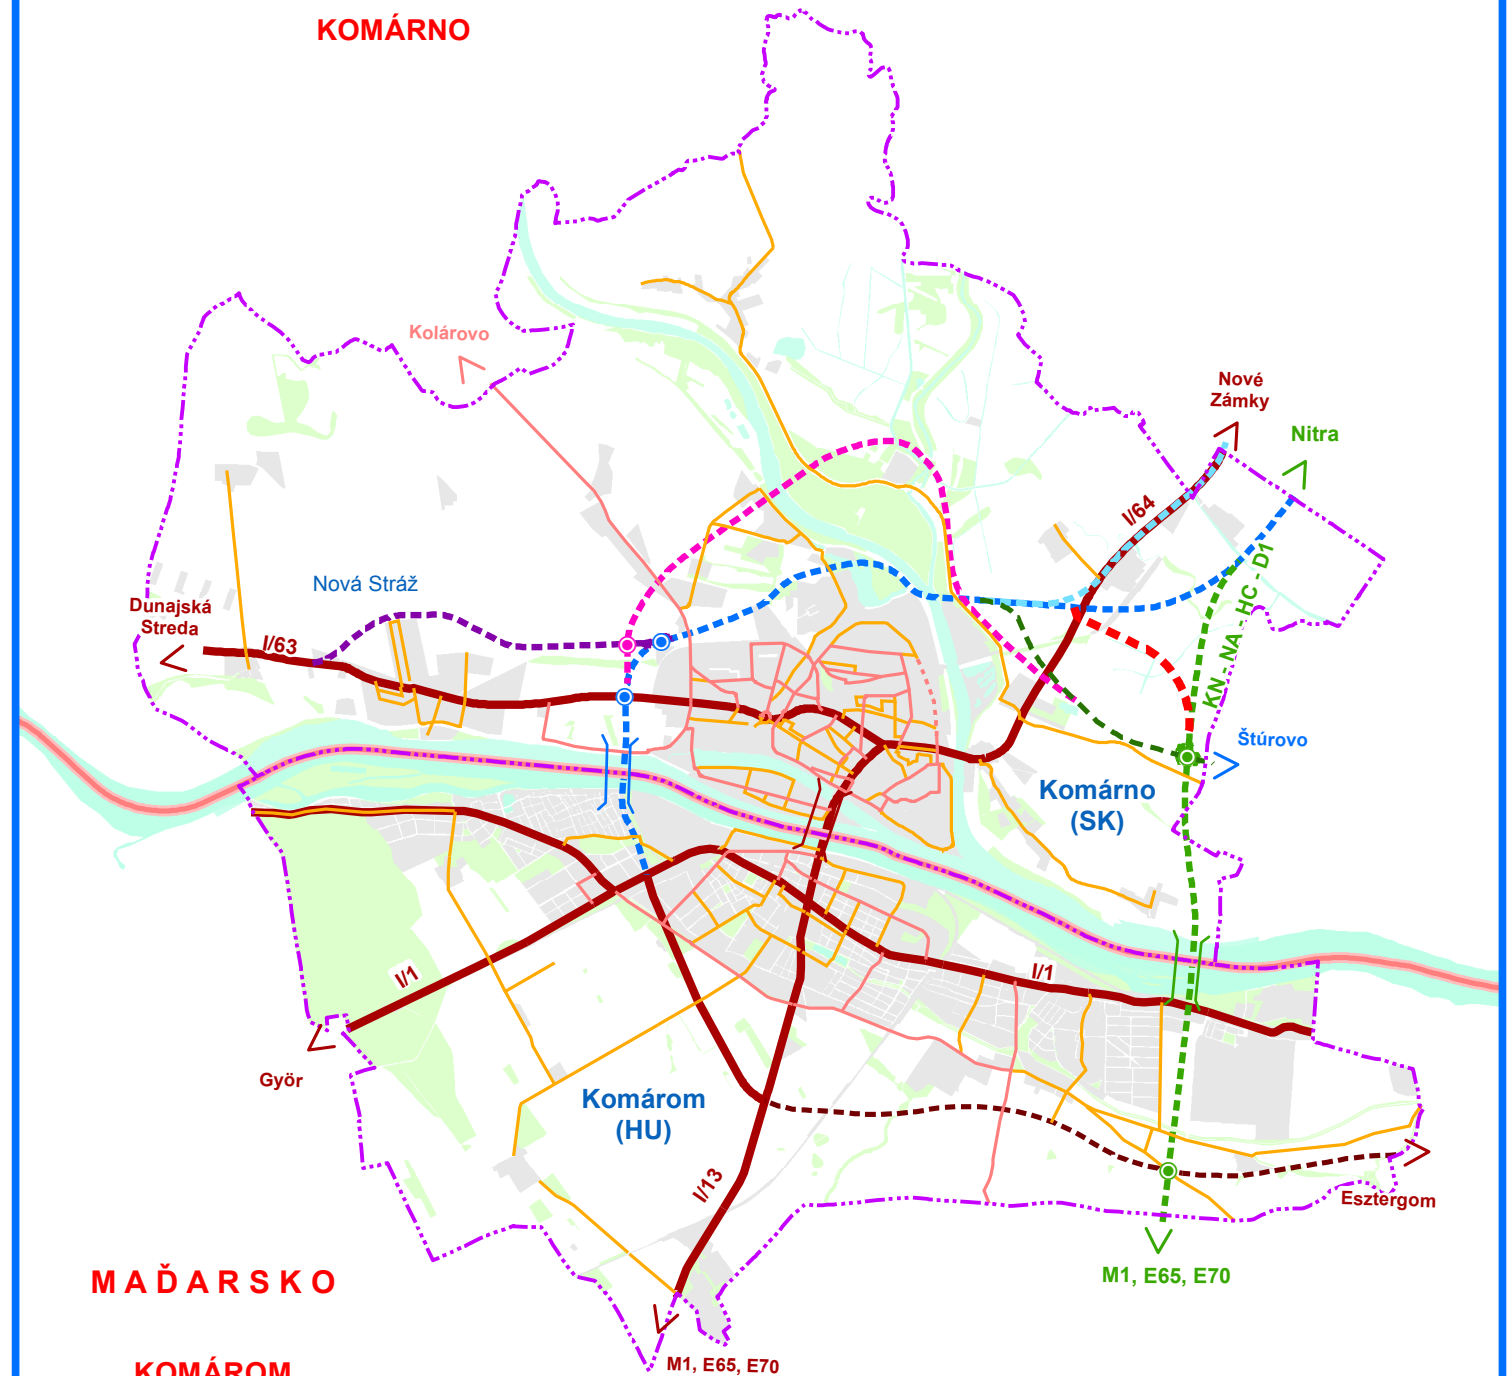 KOMÁRNO
Kolárovo
Nové
Zámky
Nitra
I/64
KN - NA - HC - D1
Nová Stráž
Dunajská
Streda
I/63
Štúrovo
Komárno
(SK)
I/1
I/1
Györ
Komárom
(HU)
I/13
Esztergom
M1, E65, E70
MAĎARSKO
M1, E65, E70
KOMÁROM